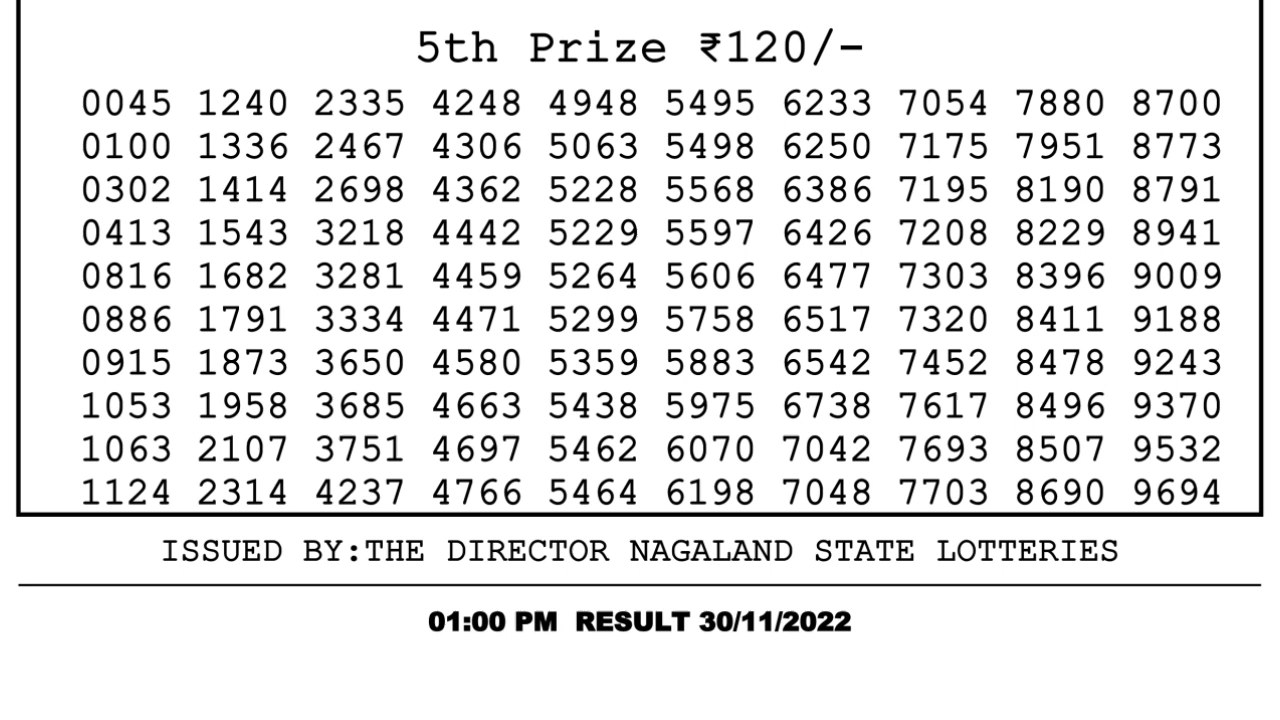 5th Prize ₹120/-
0045 1240 2335 4248 4948 5495 6233 7054 7880 8700
0100 1336 2467 4306 5063 5498 6250 7175 7951 8773
0302 1414 2698 4362 5228 5568 6386 7195 8190 8791
0413 1543 3218 4442 5229 5597 6426 7208 8229 8941
0816 1682 3281 4459 5264 5606 6477 7303 8396 9009
0886 1791 3334 4471 5299 5758 6517 7320 8411 9188
0915 1873 3650 4580 5359 5883 6542 7452 8478 9243
1053 1958 3685 4663 5438 5975 6738 7617 8496 9370
1063 2107 3751 4697 5462 6070 7042 7693 8507 9532
1124 2314 4237 4766 5464 6198 7048 7703 8690 9694
ISSUED BY:THE DIRECTOR NAGALAND STATE LOTTERIES
01:00 PM RESULT 30/11/2022